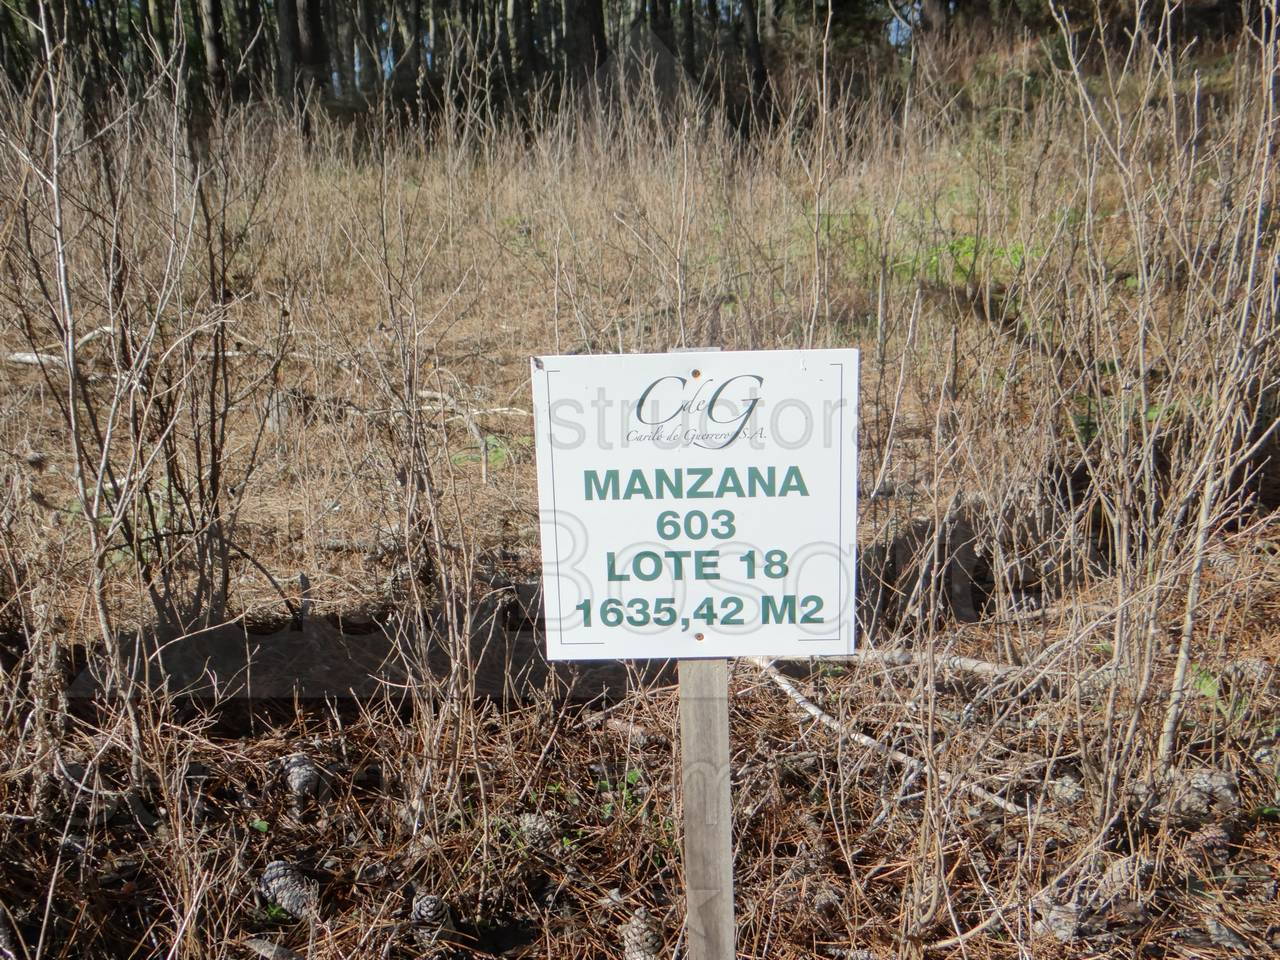 CdeG
Cariló de Guerrero S.A.
MANZANA
603
LOTE 18
1635,42 M2